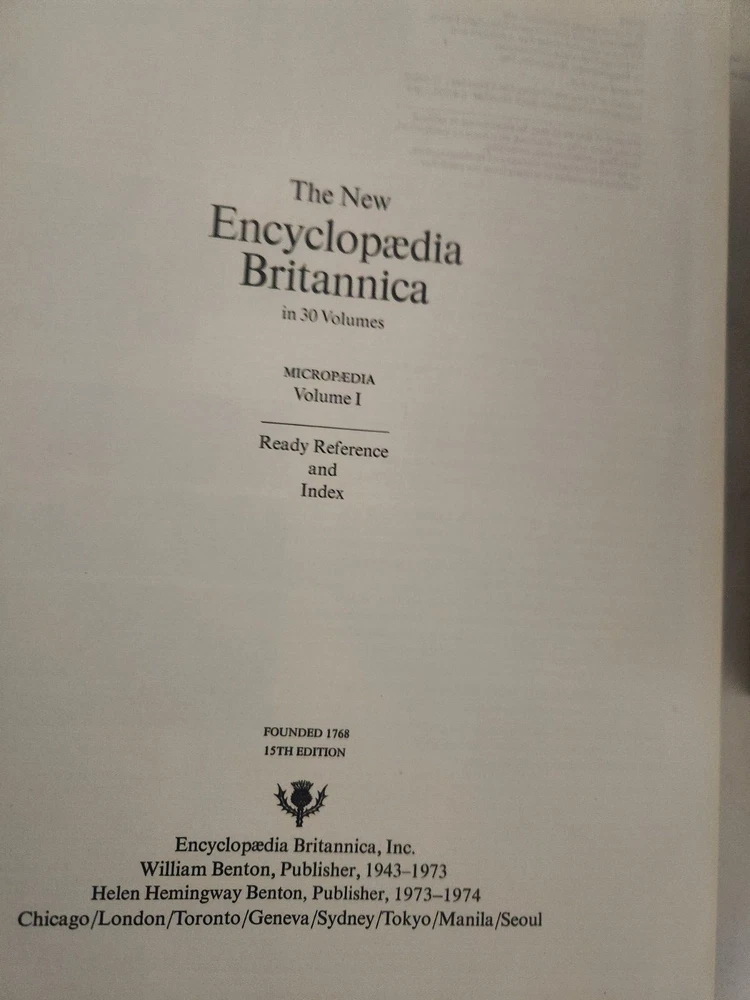 The New
Encyclopædia
Britannica
in 30 Volumes
MICROPÆDIA
Volume I
Ready Reference
and
Index
FOUNDED 1768
15TH EDITION
Encyclopædia Britannica, Inc.
William Benton, Publisher, 1943–1973
Helen Hemingway Benton, Publisher, 1973–1974
Chicago/London/Toronto/Geneva/Sydney/Tokyo/Manila/Seoul